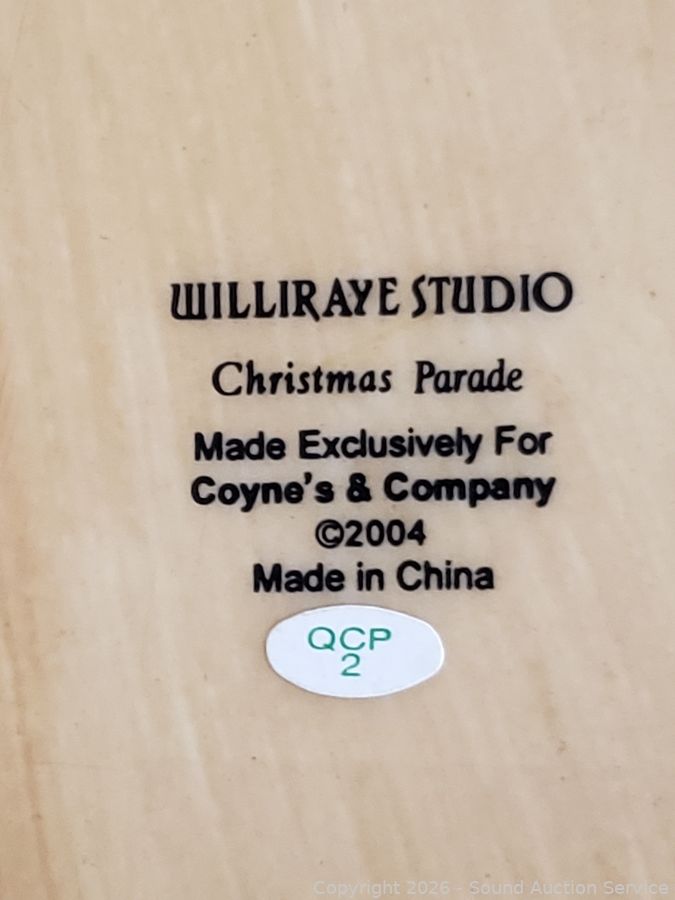 WILLIRAYE STUDIO
Christmas Parade
Made Exclusively For
Coyne's & Company
©2004
Made in China
QCP
2
Copyright 2026 - Sound Auction Service